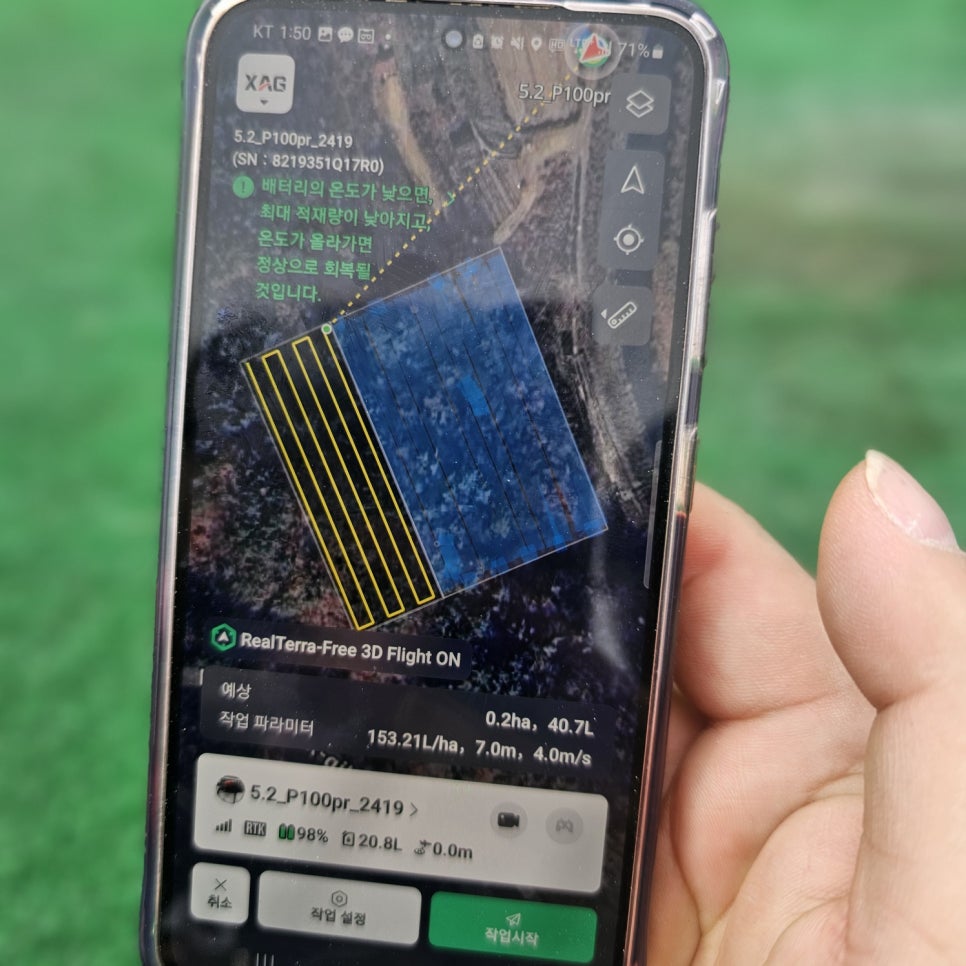 KT 1:50 71%
XAG
5.2_P100pr
5.2_P100pr_2419
(SN : 8219351Q17R0)
배터리의 온도가 낮으면,
최대 적재량이 낮아지고,
온도가 올라가면
정상으로 회복될
것입니다.
RealTerra-Free 3D Flight ON
예상
0.2ha, 40.7L
작업 파라미터
153.21L/ha, 7.0m, 4.0m/s
5.2_P100pr_2419 >
RTK 98% 20.8L 0.0m
취소
작업 설정
작업시작